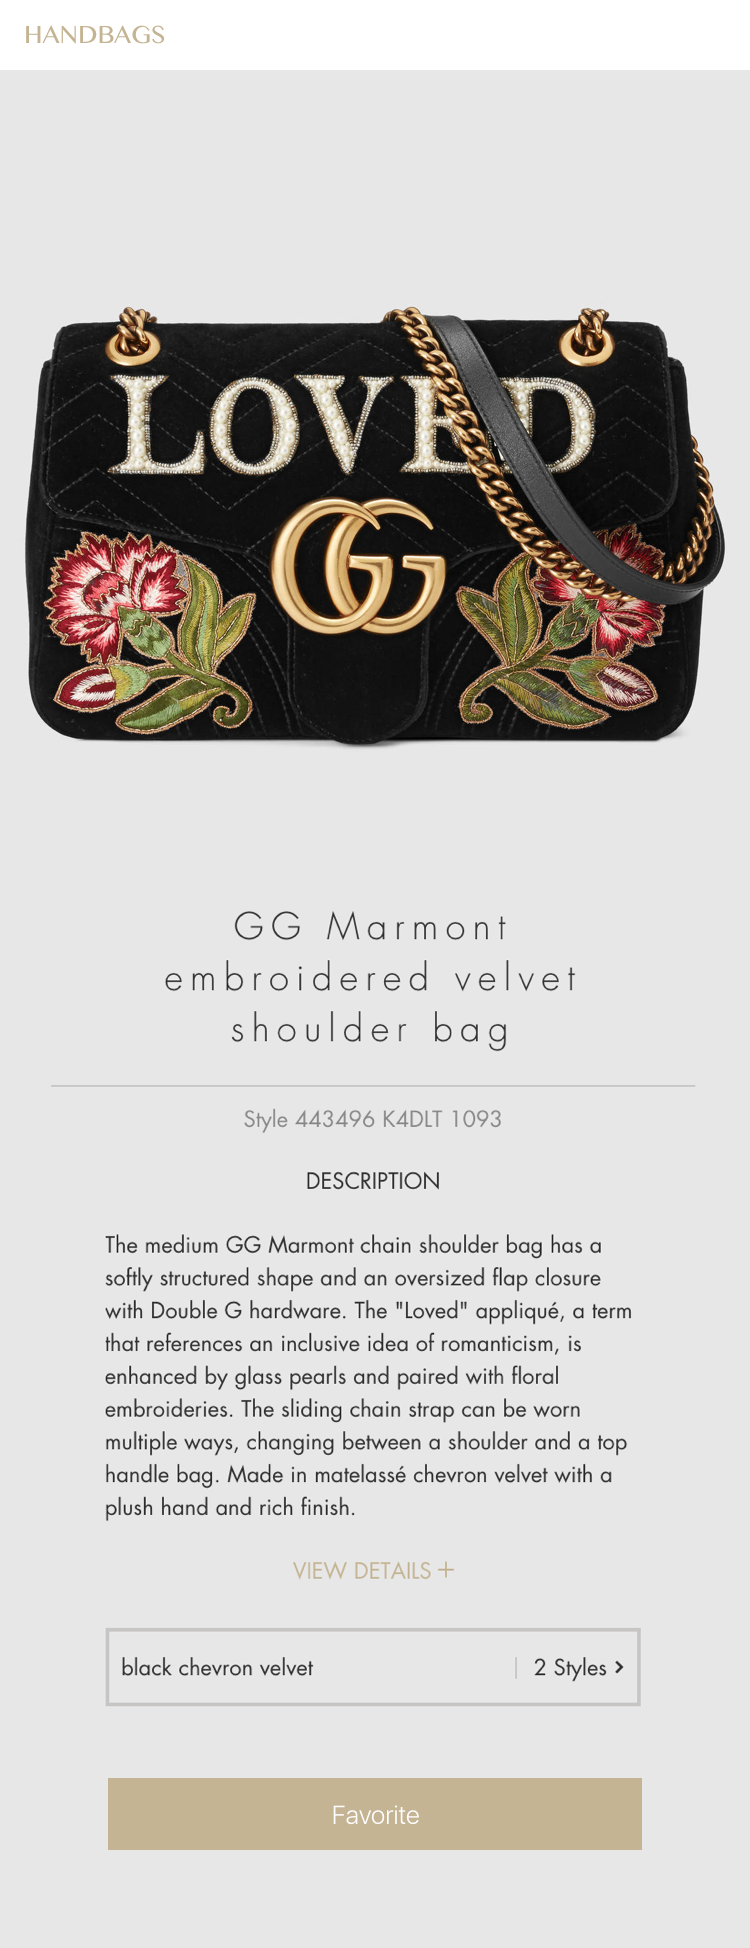 HANDBAGS
LOVED
GG
GG Marmont
embroidered velvet
shoulder bag
Style 443496 K4DLT 1093
DESCRIPTION
The medium GG Marmont chain shoulder bag has a
softly structured shape and an oversized flap closure
with Double G hardware. The "Loved" appliqué, a term
that references an inclusive idea of romanticism, is
enhanced by glass pearls and paired with floral
embroideries. The sliding chain strap can be worn
multiple ways, changing between a shoulder and a top
handle bag. Made in matelassé chevron velvet with a
plush hand and rich finish.
VIEW DETAILS +
black chevron velvet | 2 Styles >
Favorite